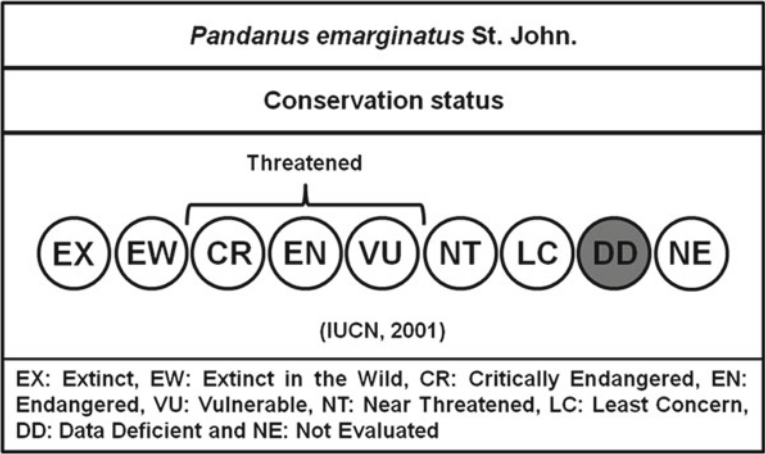 Pandanus emarginatus St. John.
Conservation status
Threatened
EX EW CR EN VU NT LC DD NE
(IUCN, 2001)
EX: Extinct, EW: Extinct in the Wild, CR: Critically Endangered, EN:
Endangered, VU: Vulnerable, NT: Near Threatened, LC: Least Concern,
DD: Data Deficient and NE: Not Evaluated